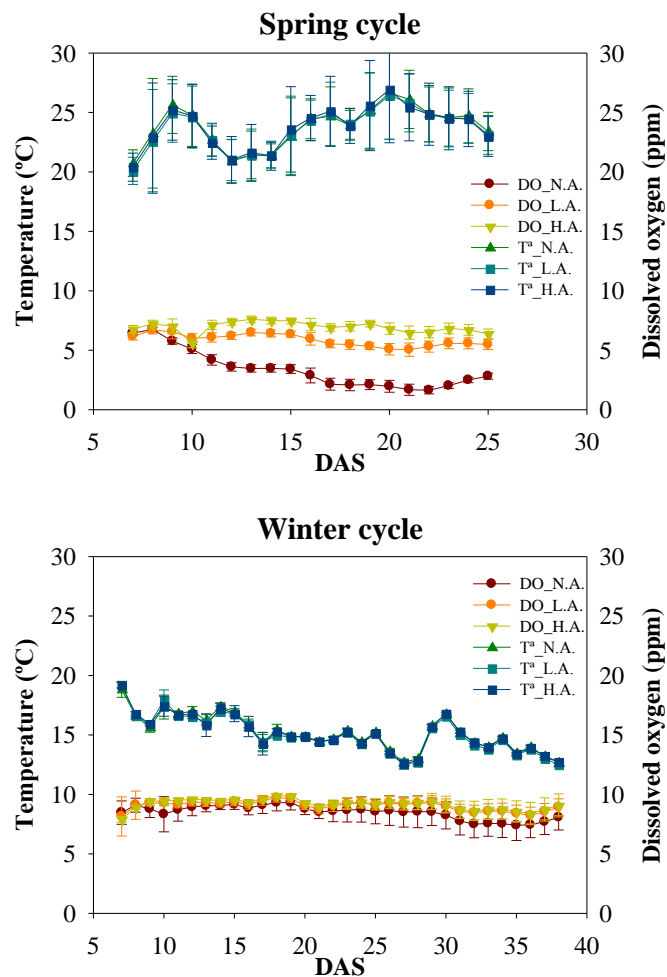 Spring cycle
30
25
20
15
10
5
0
Temperature (ºC)
30
25
20
15
10
5
0
Dissolved oxygen (ppm)
DO_N.A.
DO_L.A.
DO_H.A.
Tª_N.A.
Tª_L.A.
Tª_H.A.
5 10 15 20 25 30
DAS
Winter cycle
30
25
20
15
10
5
0
Temperature (ºC)
30
25
20
15
10
5
0
Dissolved oxygen (ppm)
DO_N.A.
DO_L.A.
DO_H.A.
Tª_N.A.
Tª_L.A.
Tª_H.A.
5 10 15 20 25 30 35 40
DAS